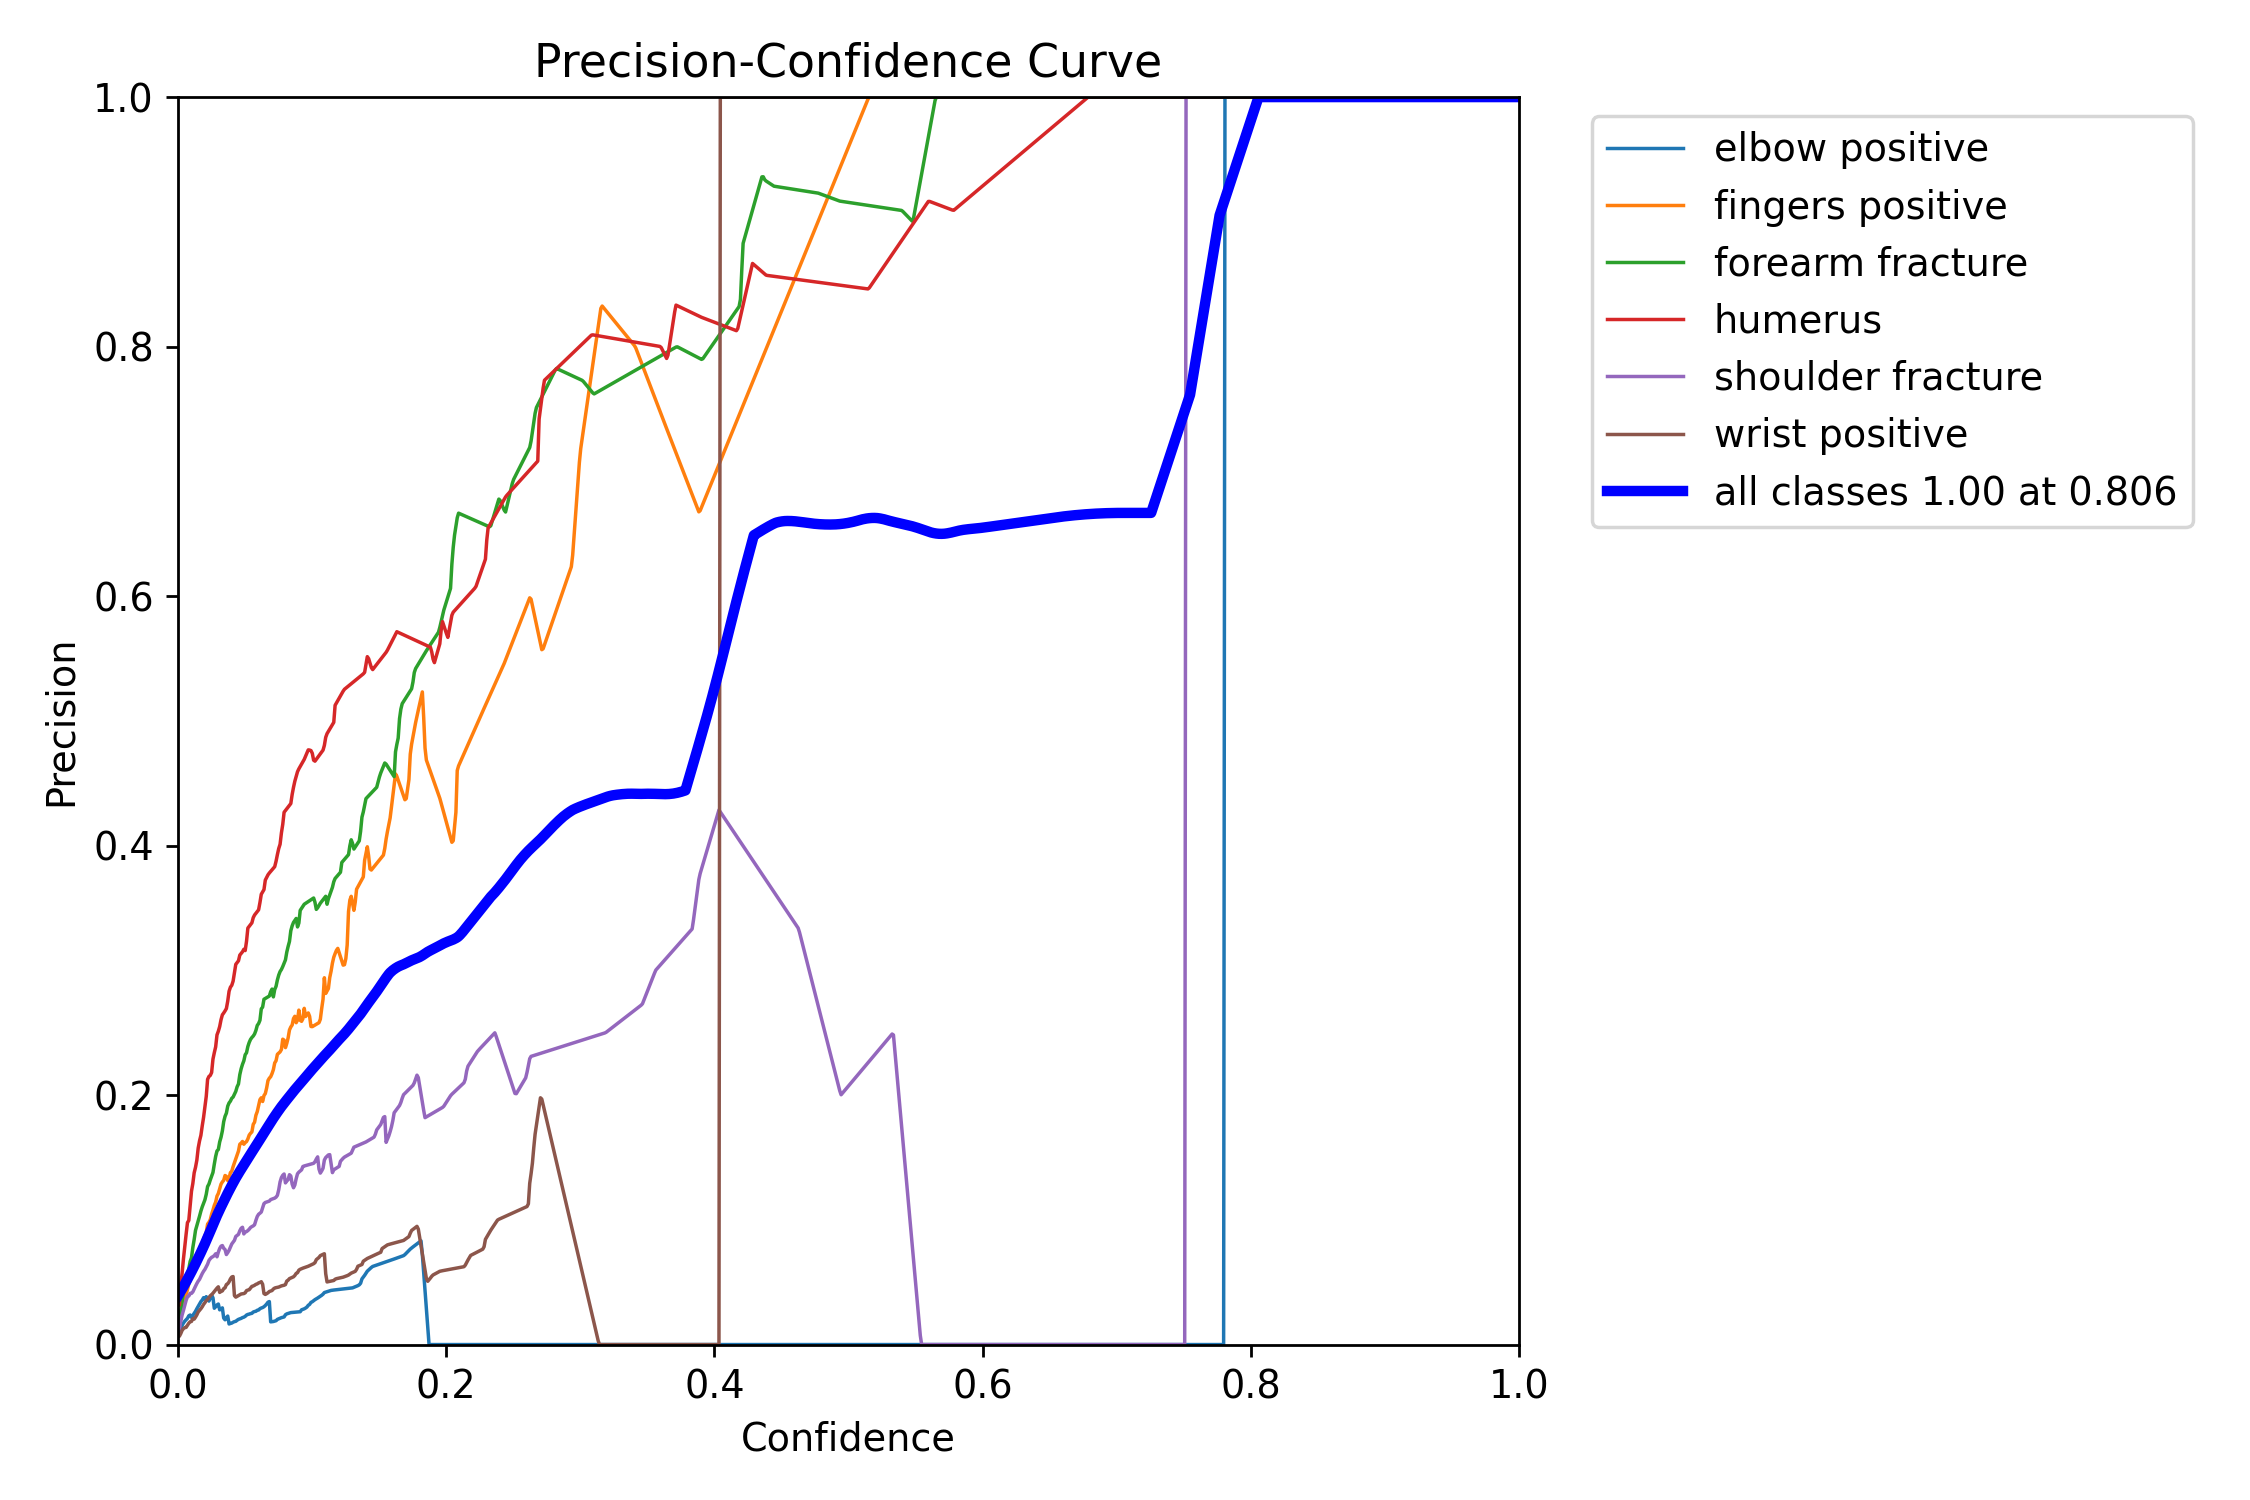 Precision-Confidence Curve
1.0
0.8
0.6
0.4
0.2
0.0
Precision
0.0 0.2 0.4 0.6 0.8 1.0
Confidence
elbow positive
fingers positive
forearm fracture
humerus
shoulder fracture
wrist positive
all classes 1.00 at 0.806